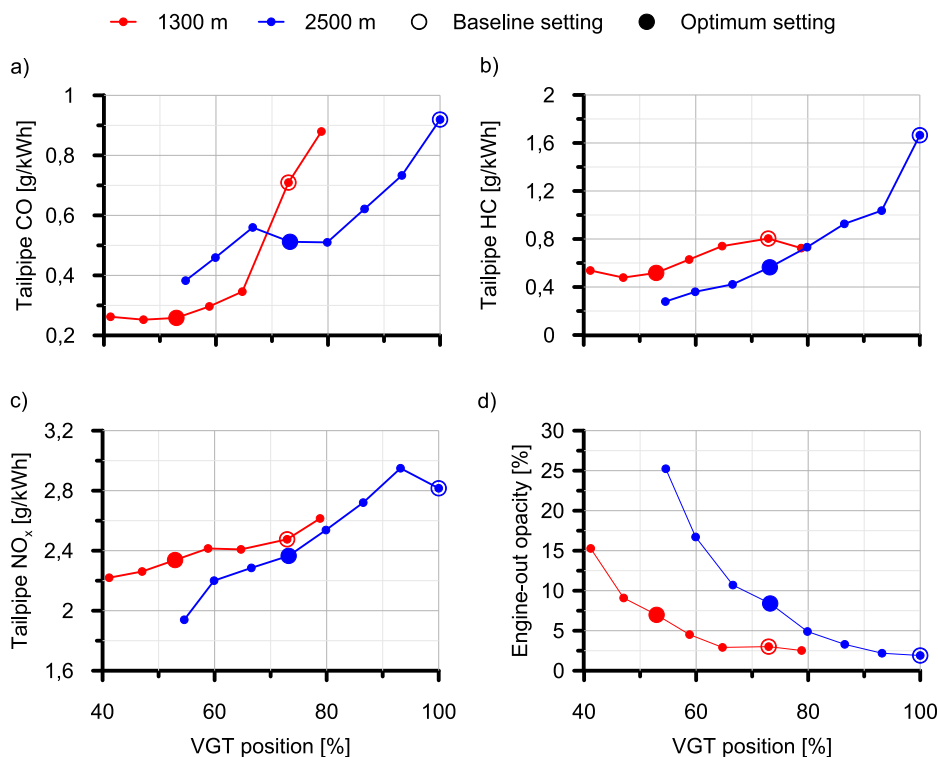 1300 m 2500 m Baseline setting Optimum setting
a)
b)
Tailpipe CO [g/kWh]
1
0,8
0,6
0,4
0,2
Tailpipe HC [g/kWh]
2
1,6
1,2
0,8
0,4
0
c)
d)
Tailpipe NOx [g/kWh]
3,2
2,8
2,4
2
1,6
40 60 80 100
VGT position [%]
Engine-out opacity [%]
30
25
20
15
10
5
0
40 60 80 100
VGT position [%]